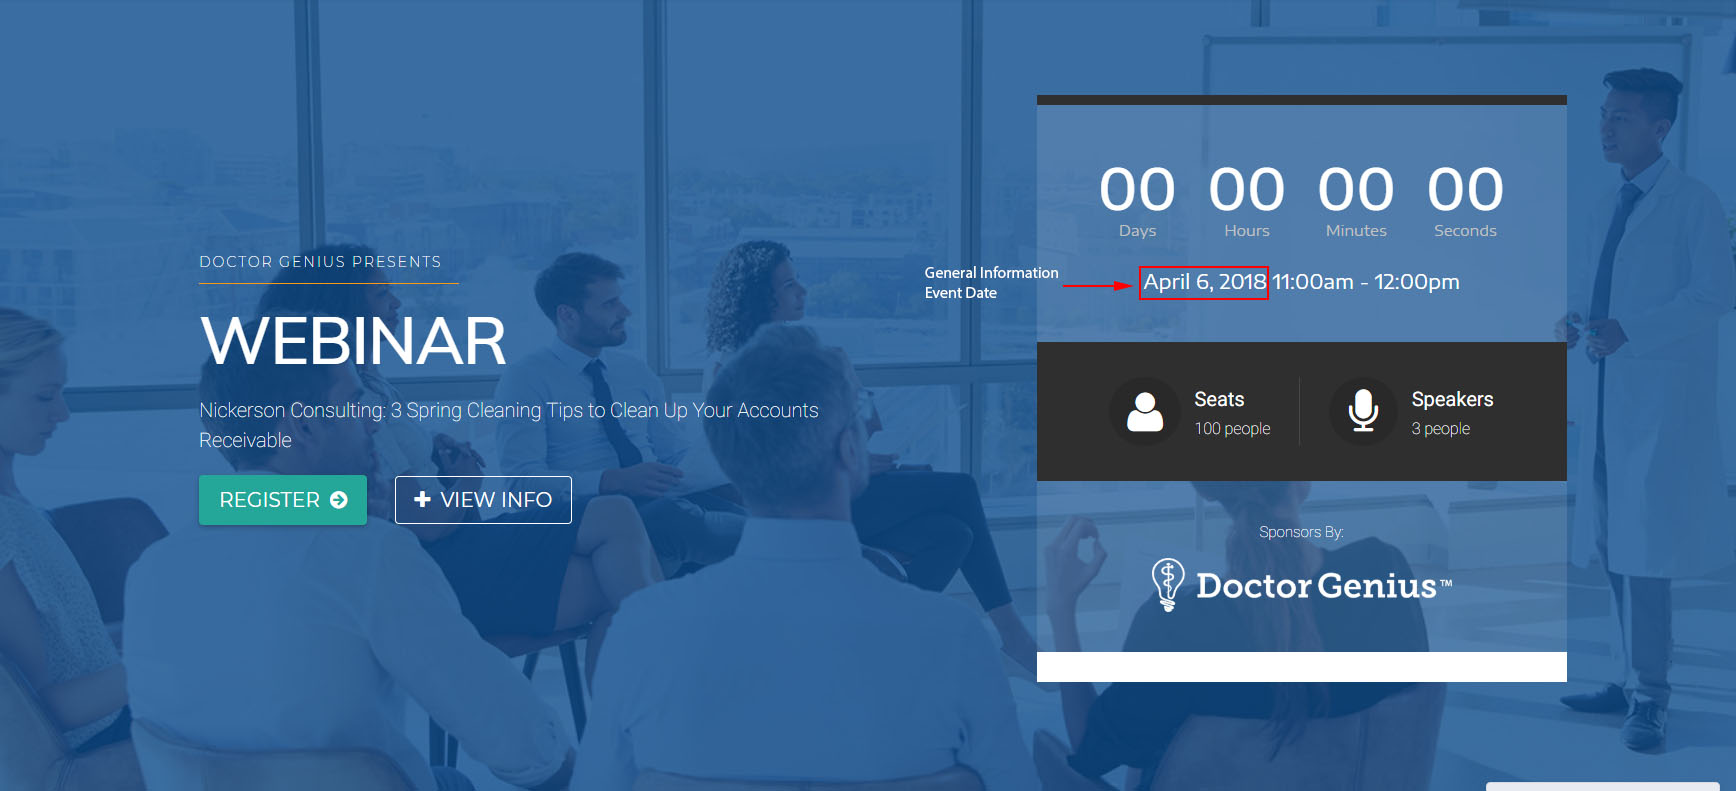 DOCTOR GENIUS PRESENTS
WEBINAR
Nickerson Consulting: 3 Spring Cleaning Tips to Clean Up Your Accounts
Receivable
REGISTER
VIEW INFO
General Information
Event Date
00 00 00 00
Days Hours Minutes Seconds
April 6, 2018 11:00am - 12:00pm
Seats
100 people
Speakers
3 people
Sponsors By:
Doctor Genius™